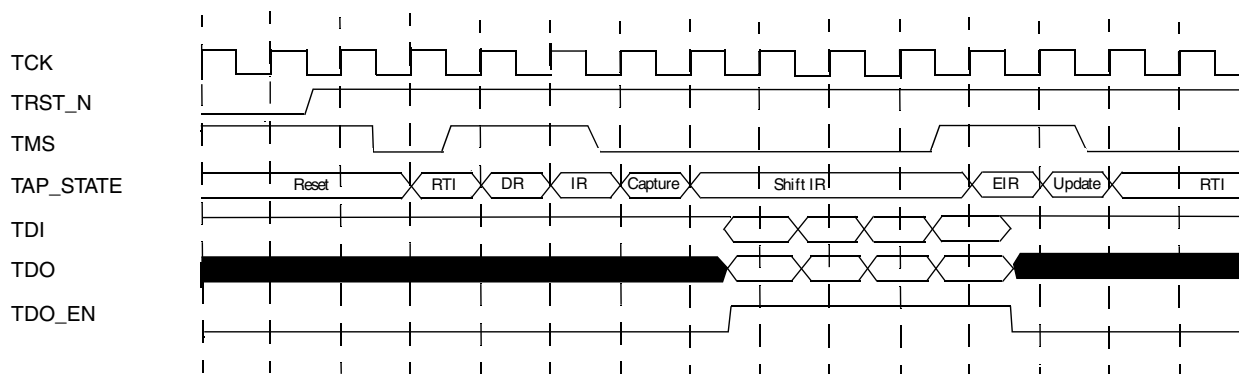 TCK
TRST_N
TMS
TAP_STATE Reset RTI DR IR Capture Shift IR EIR Update RTI
TDI
TDO
TDO_EN